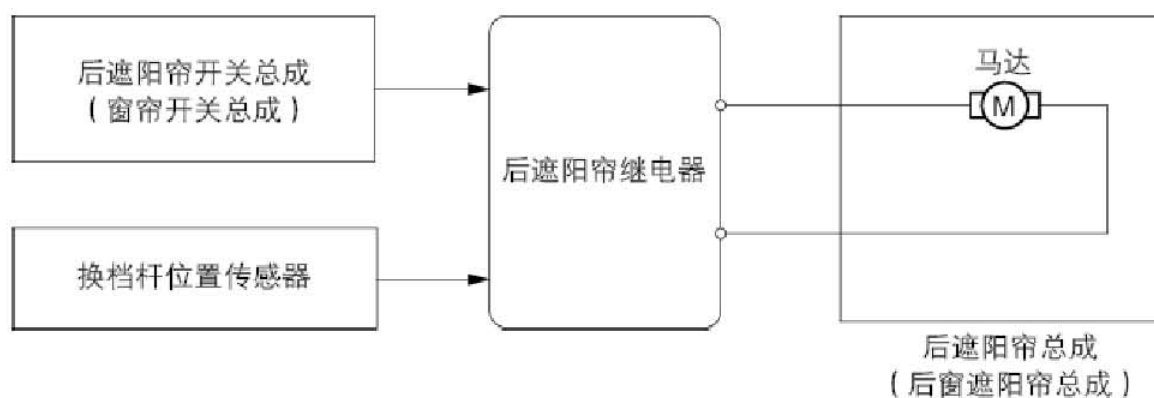 后遮阳帘开关总成
（窗帘开关总成）
换档杆位置传感器
后遮阳帘继电器
马达
M
后遮阳帘总成
（后窗遮阳帘总成）